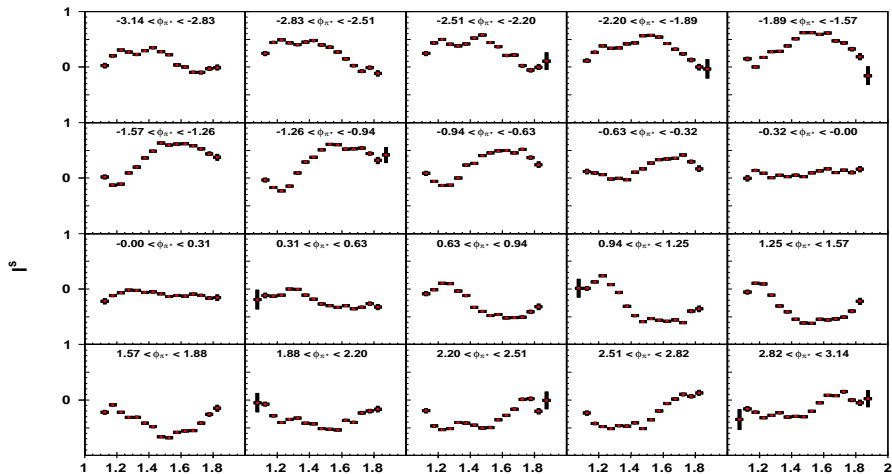 1
-3.14 < φπ+ < -2.83
-2.83 < φπ+ < -2.51
-2.51 < φπ+ < -2.20
-2.20 < φπ+ < -1.89
-1.89 < φπ+ < -1.57
0
1
-1.57 < φπ+ < -1.26
-1.26 < φπ+ < -0.94
-0.94 < φπ+ < -0.63
-0.63 < φπ+ < -0.32
-0.32 < φπ+ < -0.00
0
1
-0.00 < φπ+ < 0.31
0.31 < φπ+ < 0.63
0.63 < φπ+ < 0.94
0.94 < φπ+ < 1.25
1.25 < φπ+ < 1.57
Is
0
1
1.57 < φπ+ < 1.88
1.88 < φπ+ < 2.20
2.20 < φπ+ < 2.51
2.51 < φπ+ < 2.82
2.82 < φπ+ < 3.14
0
1 1.2 1.4 1.6 1.8 1.2 1.4 1.6 1.8 1.2 1.4 1.6 1.8 1.2 1.4 1.6 1.8 1.2 1.4 1.6 1.8 2